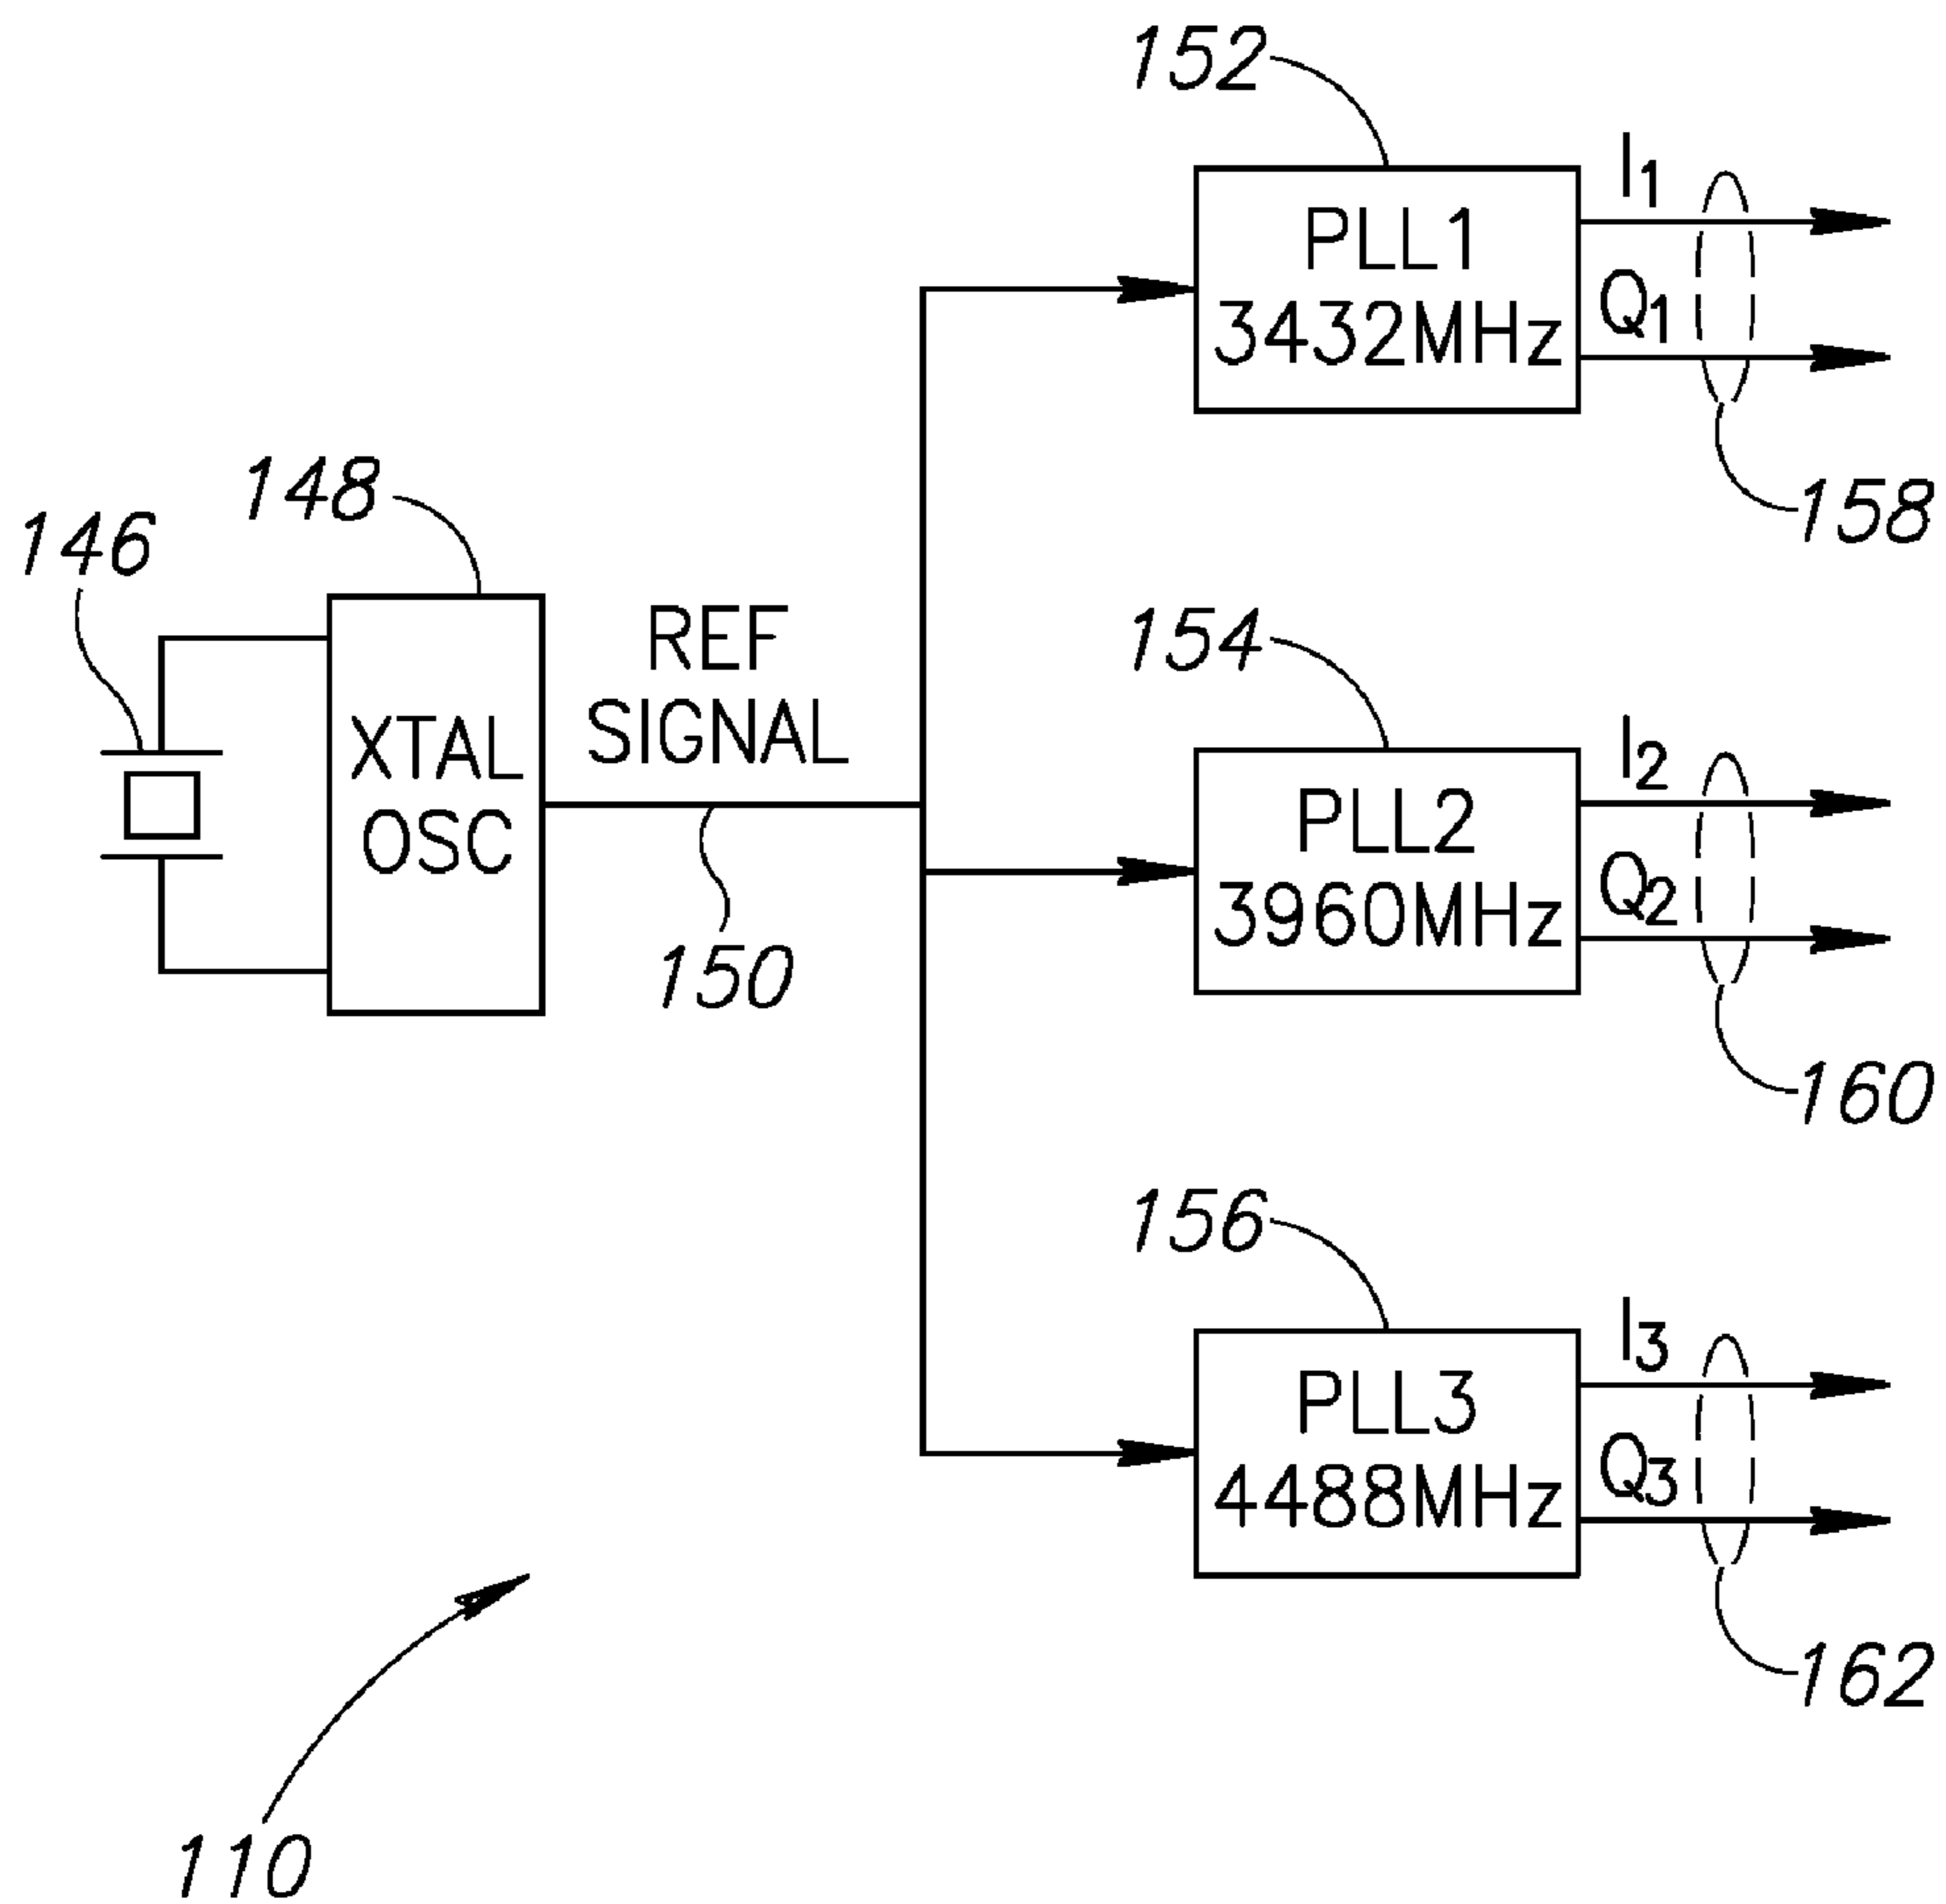 152
I1
PLL1
3432MHz
Q1
158
148
146
REF
SIGNAL
XTAL
OSC
150
154
I2
PLL2
3960MHz
Q2
160
156
I3
PLL3
4488MHz
Q3
162
110